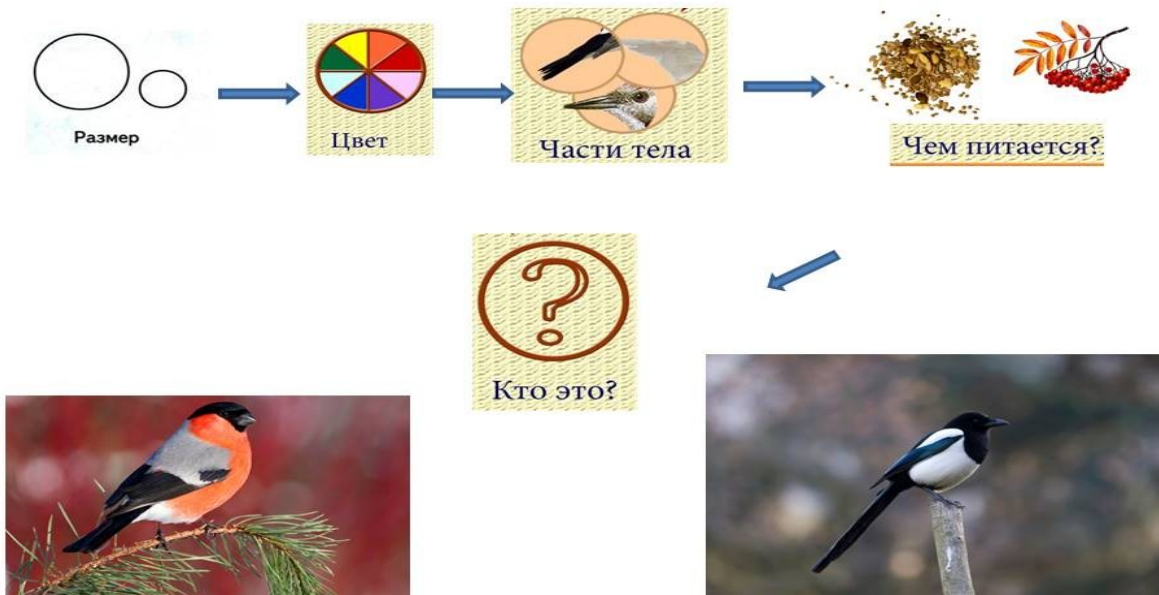 Размер
Цвет
Части тела
Чем питается?
Кто это?